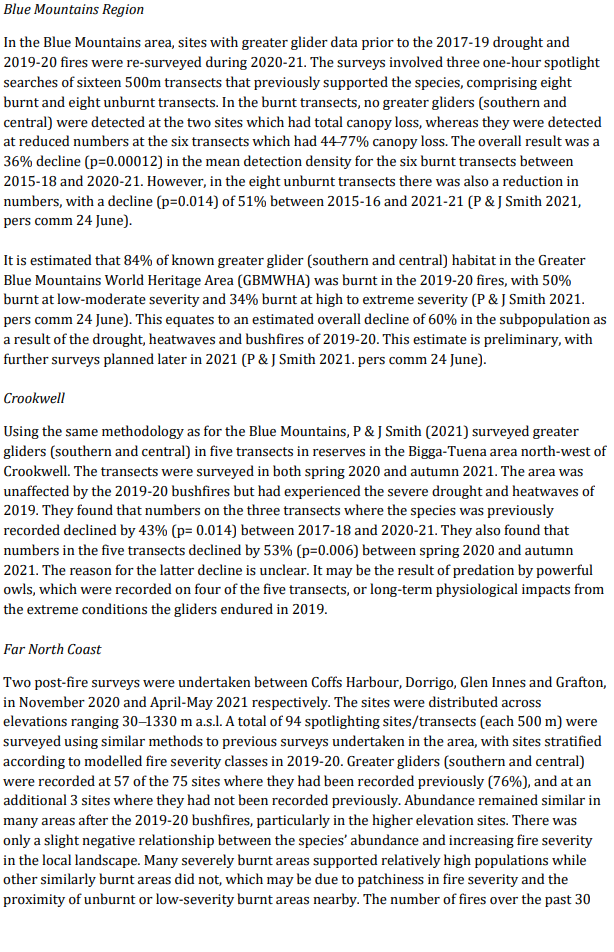 Blue Mountains Region
In the Blue Mountains area, sites with greater glider data prior to the 2017-19 drought and
2019-20 fires were re-surveyed during 2020-21. The surveys involved three one-hour spotlight
searches of sixteen 500m transects that previously supported the species, comprising eight
burnt and eight unburnt transects. In the burnt transects, no greater gliders (southern and
central) were detected at the two sites which had total canopy loss, whereas they were detected
at reduced numbers at the six transects which had 44-77% canopy loss. The overall result was a
36% decline (p=0.00012) in the mean detection density for the six burnt transects between
2015-18 and 2020-21. However, in the eight unburnt transects there was also a reduction in
numbers, with a decline (p=0.014) of 51% between 2015-16 and 2021-21 (P & J Smith 2021,
pers comm 24 June).
It is estimated that 84% of known greater glider (southern and central) habitat in the Greater
Blue Mountains World Heritage Area (GBMWHA) was burnt in the 2019-20 fires, with 50%
burnt at low-moderate severity and 34% burnt at high to extreme severity (P & J Smith 2021.
pers comm 24 June). This equates to an estimated overall decline of 60% in the subpopulation as
a result of the drought, heatwaves and bushfires of 2019-20. This estimate is preliminary, with
further surveys planned later in 2021 (P & J Smith 2021. pers comm 24 June).
Crookwell
Using the same methodology as for the Blue Mountains, P & J Smith (2021) surveyed greater
gliders (southern and central) in five transects in reserves in the Bigga-Tuena area north-west of
Crookwell. The transects were surveyed in both spring 2020 and autumn 2021. The area was
unaffected by the 2019-20 bushfires but had experienced the severe drought and heatwaves of
2019. They found that numbers on the three transects where the species was previously
recorded declined by 43% (p= 0.014) between 2017-18 and 2020-21. They also found that
numbers in the five transects declined by 53% (p=0.006) between spring 2020 and autumn
2021. The reason for the latter decline is unclear. It may be the result of predation by powerful
owls, which were recorded on four of the five transects, or long-term physiological impacts from
the extreme conditions the gliders endured in 2019.
Far North Coast
Two post-fire surveys were undertaken between Coffs Harbour, Dorrigo, Glen Innes and Grafton,
in November 2020 and April-May 2021 respectively. The sites were distributed across
elevations ranging 30–1330 m a.s.l. A total of 94 spotlighting sites/transects (each 500 m) were
surveyed using similar methods to previous surveys undertaken in the area, with sites stratified
according to modelled fire severity classes in 2019-20. Greater gliders (southern and central)
were recorded at 57 of the 75 sites where they had been recorded previously (76%), and at an
additional 3 sites where they had not been recorded previously. Abundance remained similar in
many areas after the 2019-20 bushfires, particularly in the higher elevation sites. There was
only a slight negative relationship between the species' abundance and increasing fire severity
in the local landscape. Many severely burnt areas supported relatively high populations while
other similarly burnt areas did not, which may be due to patchiness in fire severity and the
proximity of unburnt or low-severity burnt areas nearby. The number of fires over the past 30